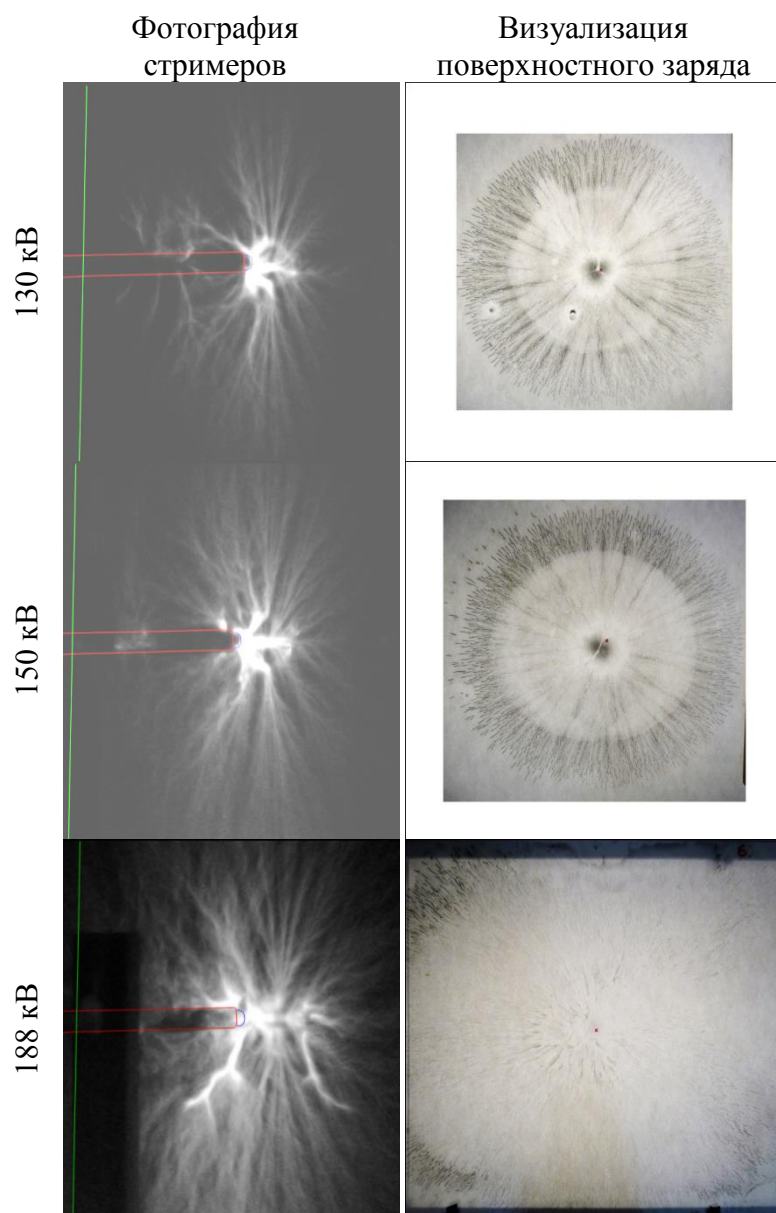 Фотография
стримеров
Визуализация
поверхностного заряда
130 кВ
150 кВ
188 кВ